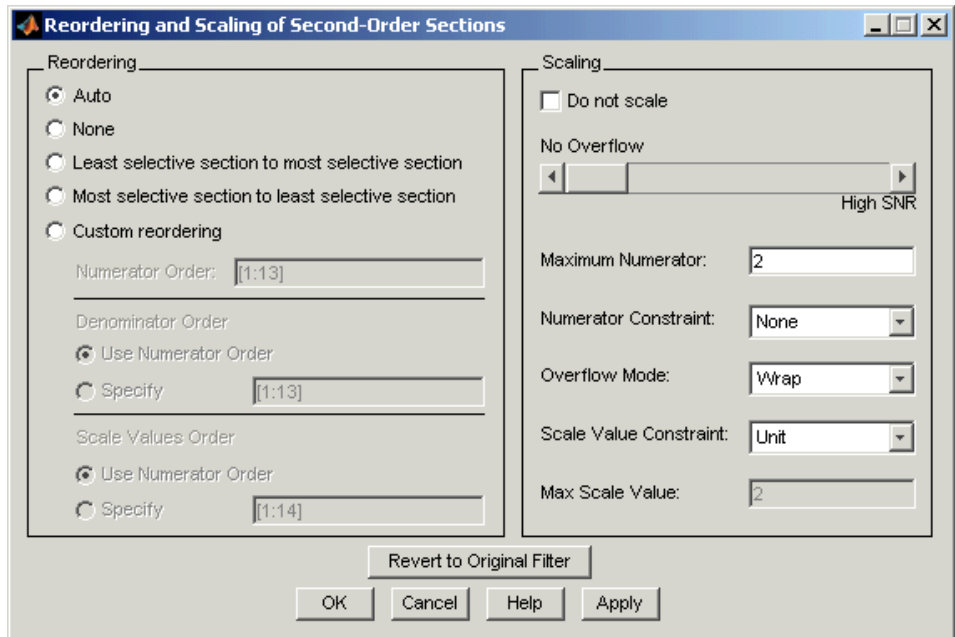 Reordering and Scaling of Second-Order Sections
Reordering
Auto
None
Least selective section to most selective section
Most selective section to least selective section
Custom reordering
Numerator Order: [1:13]
Denominator Order
Use Numerator Order
Specify [1:13]
Scale Values Order
Use Numerator Order
Specify [1:14]
Scaling
Do not scale
No Overflow
High SNR
Maximum Numerator: 2
Numerator Constraint: None
Overflow Mode: Wrap
Scale Value Constraint: Unit
Max Scale Value: 2
Revert to Original Filter
OK Cancel Help Apply